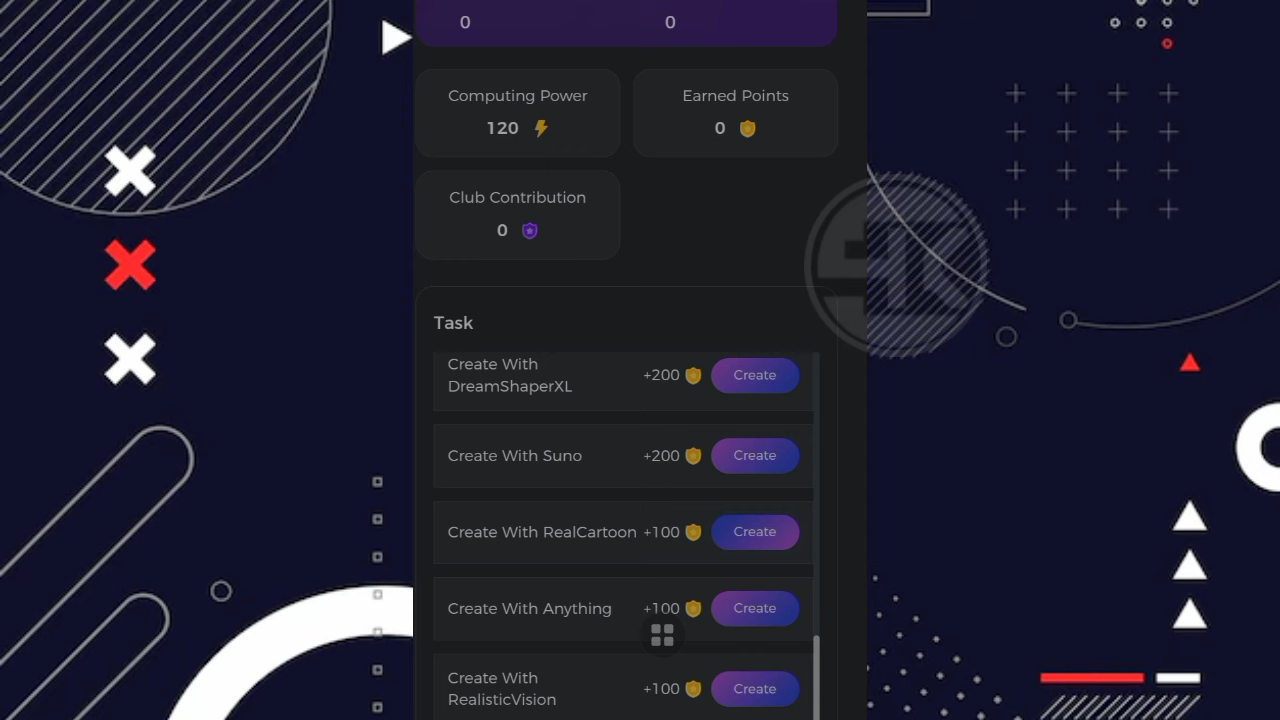 0 0
Computing Power Earned Points
120 0
Club Contribution
0
Task
Create With
DreamShaperXL +200 Create
Create With Suno +200 Create
Create With RealCartoon +100 Create
Create With Anything +100 Create
Create With
RealisticVision +100 Create